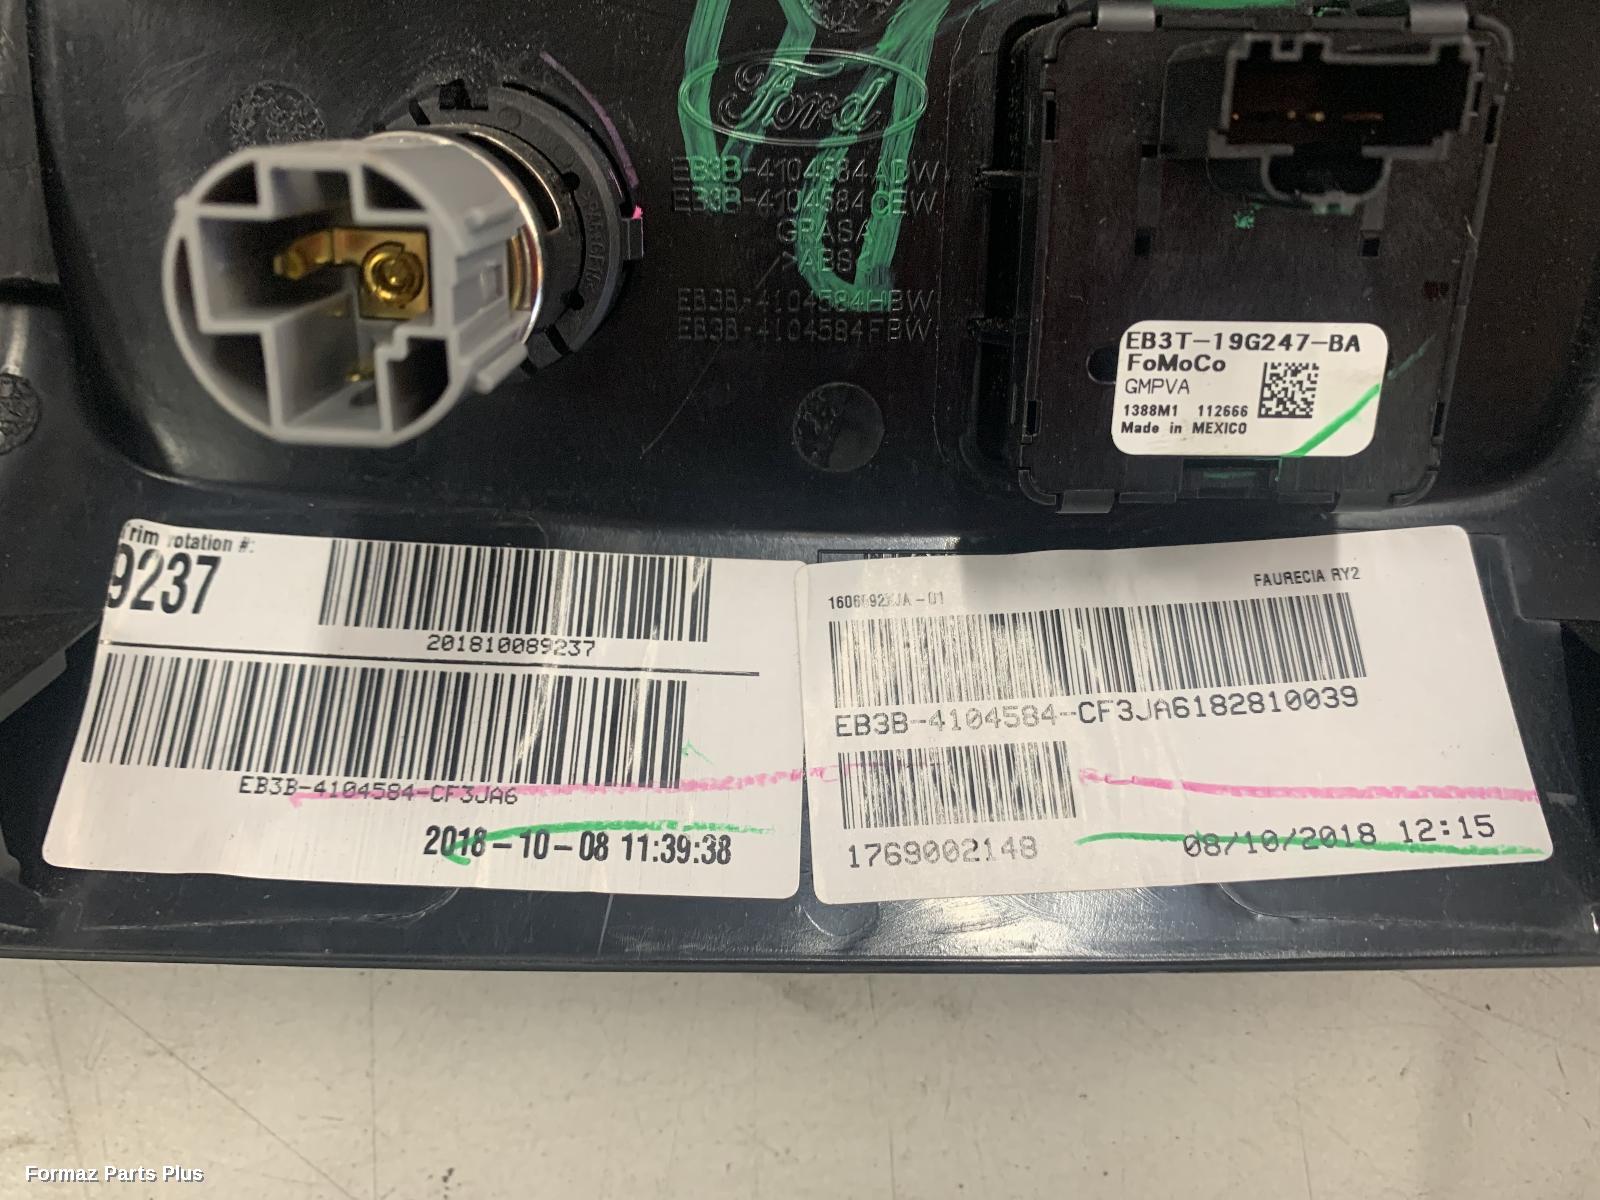 Ford
EB3B-4104584ADW
EB3B-4104584CEW
GRASA
>ABS
EB3B-4104584HBW
EB3B-4104584FBW
EB3T-19G247-BA
FoMoCo
GMPVA
1388M1 112666
Made in MEXICO
Trim rotation #:
9237
201810089237
EB3B-4104584-CF3JA6
2018-10-08 11:39:38
FAURECIA RY2
EB3B-4104584-CF3JA6182810039
1769002148
08/10/2018 12:15
Formaz Parts Plus